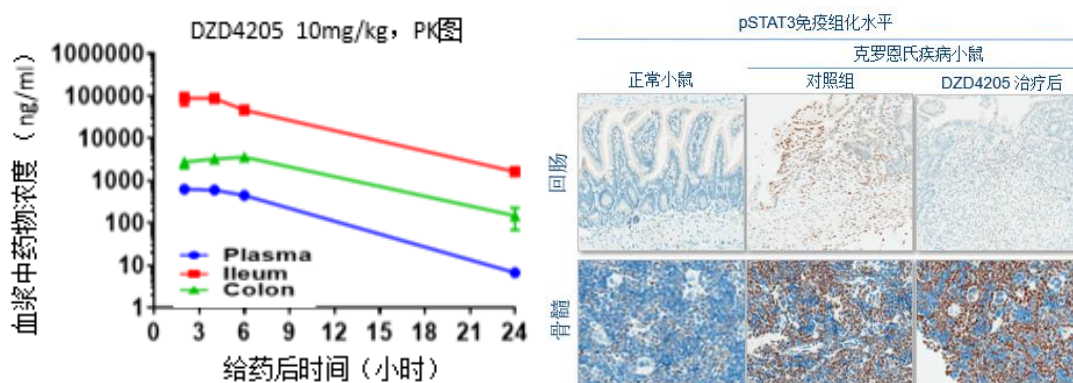 DZD4205 10mg/kg，PK图
血浆中药物浓度（ng/ml）
1000000
100000
10000
1000
100
10
1
Plasma
Ileum
Colon
0 3 6 9 12 15 18 21 24
给药后时间（小时）
pSTAT3免疫组化水平
克罗恩氏疾病小鼠
正常小鼠 对照组 DZD4205 治疗后
回肠
骨髓